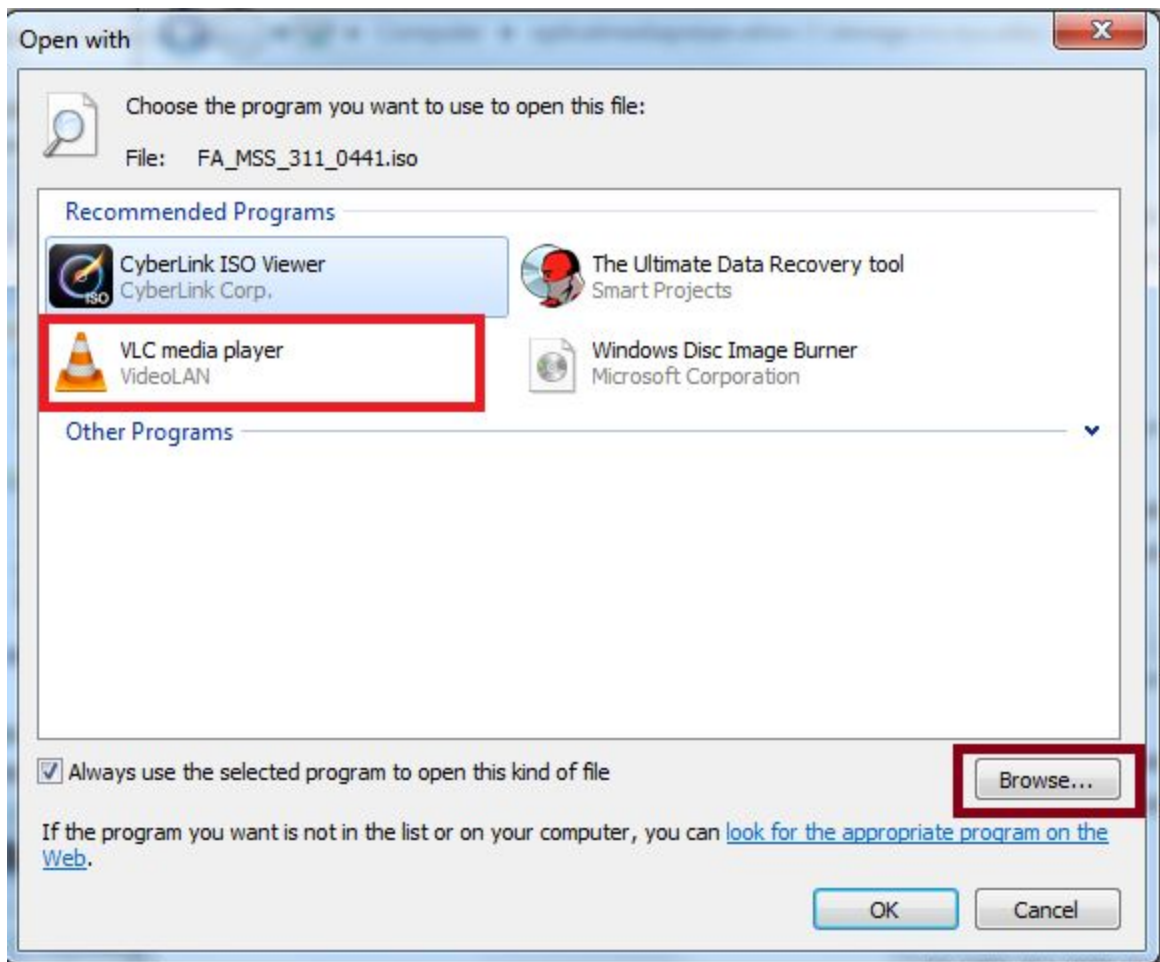 Open with
Choose the program you want to use to open this file:
File: FA_MSS_311_0441.iso
Recommended Programs
CyberLink ISO Viewer
CyberLink Corp.
ISO
The Ultimate Data Recovery tool
Smart Projects
VLC media player
VideoLAN
Windows Disc Image Burner
Microsoft Corporation
Other Programs
Always use the selected program to open this kind of file
Browse...
If the program you want is not in the list or on your computer, you can look for the appropriate program on the
Web.
OK
Cancel